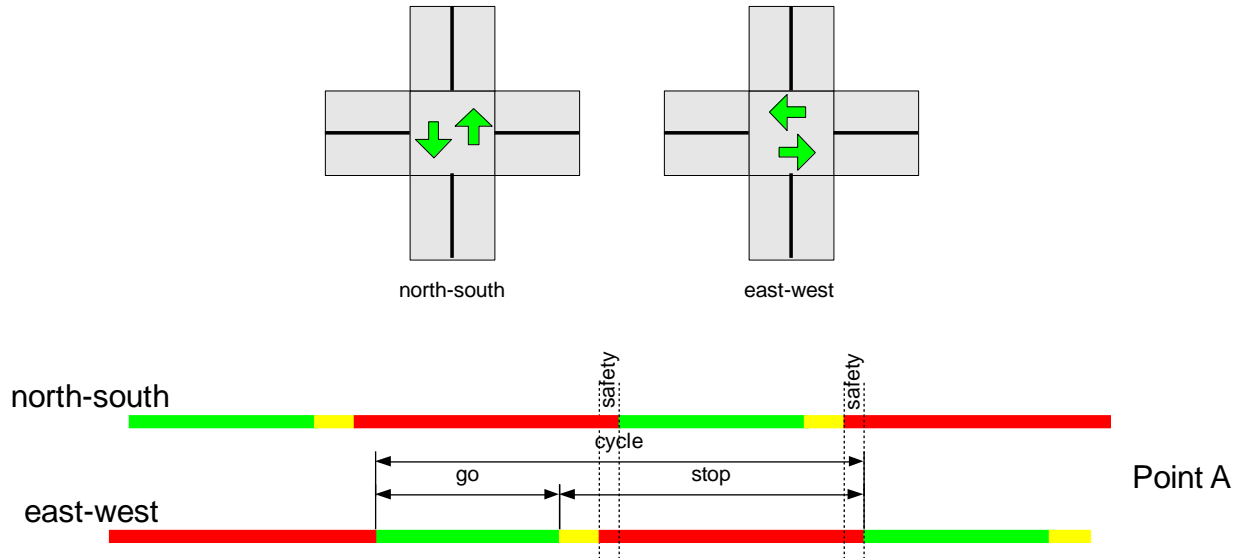 north-south
east-west
safety
safety
north-south
cycle
go
stop
Point A
east-west